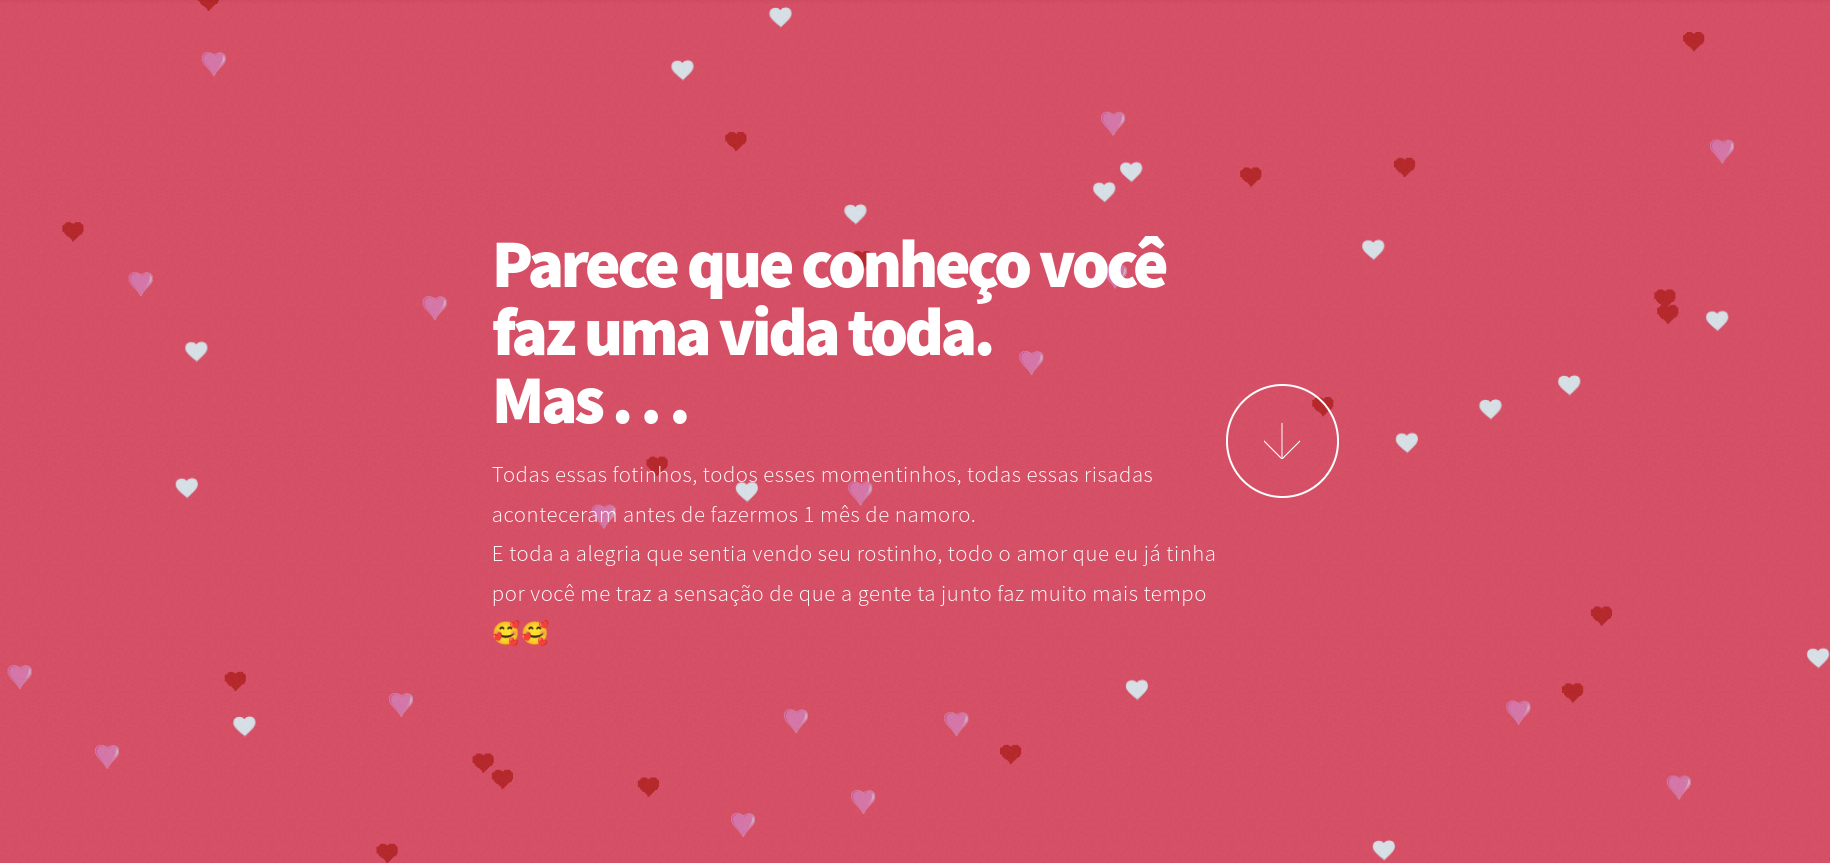 Parece que conheço você
faz uma vida toda.
Mas . . .
Todas essas fotinhos, todos esses momentinhos, todas essas risadas
aconteceram antes de fazermos 1 mês de namoro.
E toda a alegria que sentia vendo seu rostinho, todo o amor que eu já tinha
por você me traz a sensação de que a gente ta junto faz muito mais tempo
🥰🥰